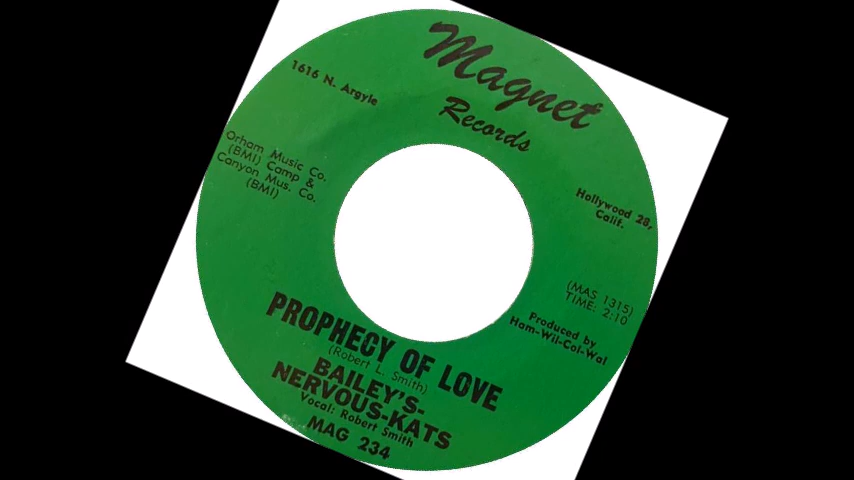 Magnet
Records
1616 N. Argyle
Hollywood 28,
Calif.
Orham Music Co.
(BMI) Camp &
Canyon Mus. Co.
(BMI)
(MAS 1315)
TIME: 2:10
Produced by
Ham-Wil-Col-Wal
PROPHECY OF LOVE
(Robert L. Smith)
BAILEY'S-
NERVOUS-KATS
Vocal: Robert Smith
MAG 234